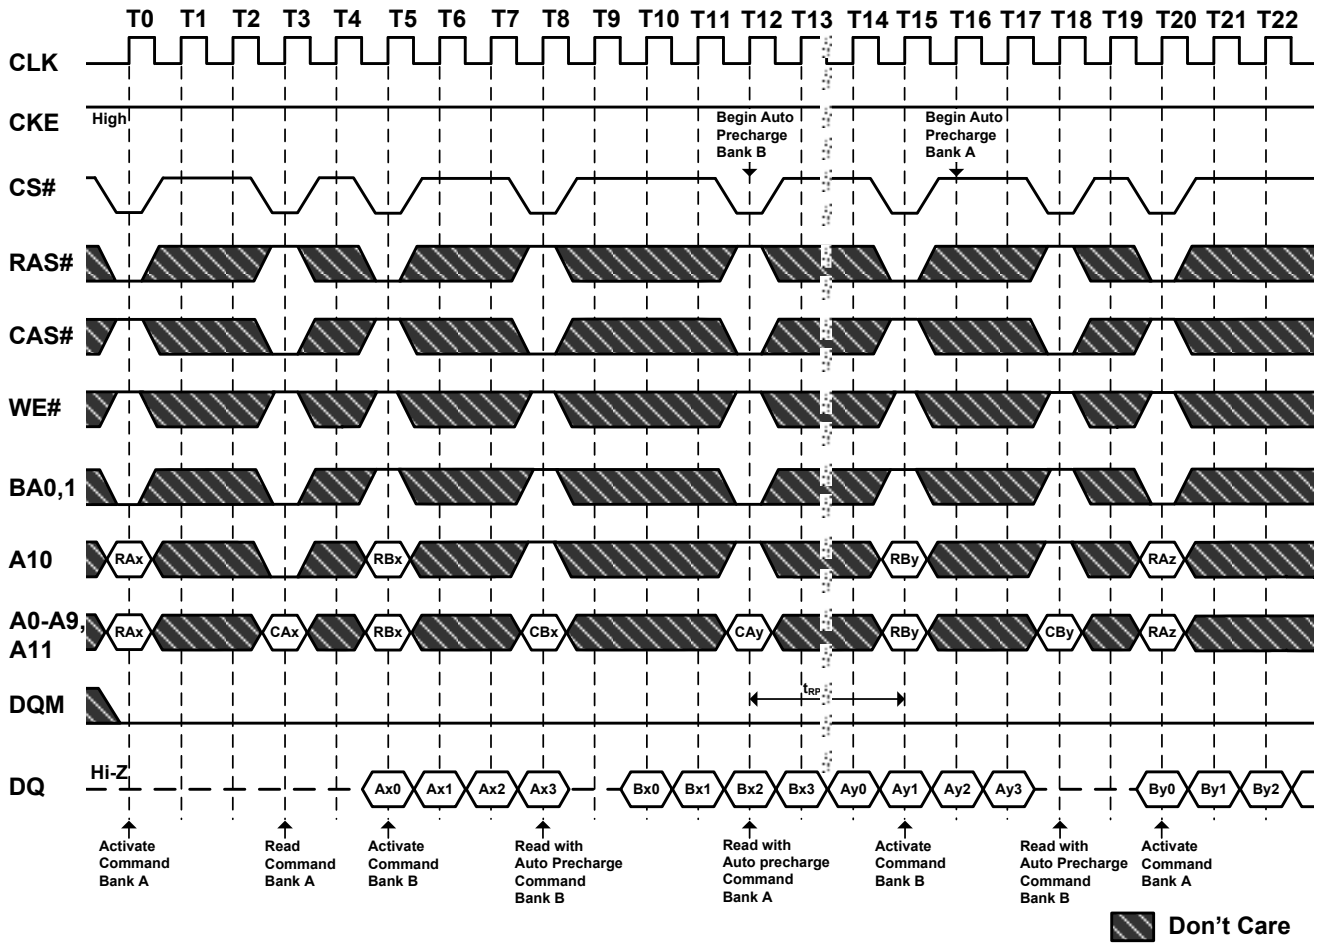 T0 T1 T2 T3 T4 T5 T6 T7 T8 T9 T10 T11 T12 T13 T14 T15 T16 T17 T18 T19 T20 T21 T22
CLK
CKE
High
Begin Auto
Precharge
Bank B
Begin Auto
Precharge
Bank A
CS#
RAS#
CAS#
WE#
BA0,1
A10
RAx RBx RBy RAz
A0-A9,
A11
RAx CAx RBx CBx CAy RBy CBy RAz
DQM
tRP
DQ
Hi-Z
Ax0 Ax1 Ax2 Ax3 Bx0 Bx1 Bx2 Bx3 Ay0 Ay1 Ay2 Ay3 By0 By1 By2
Activate
Command
Bank A
Read
Command
Bank A
Activate
Command
Bank B
Read with
Auto Precharge
Command
Bank B
Read with
Auto precharge
Command
Bank A
Activate
Command
Bank B
Read with
Auto Precharge
Command
Bank B
Activate
Command
Bank A
Don't Care